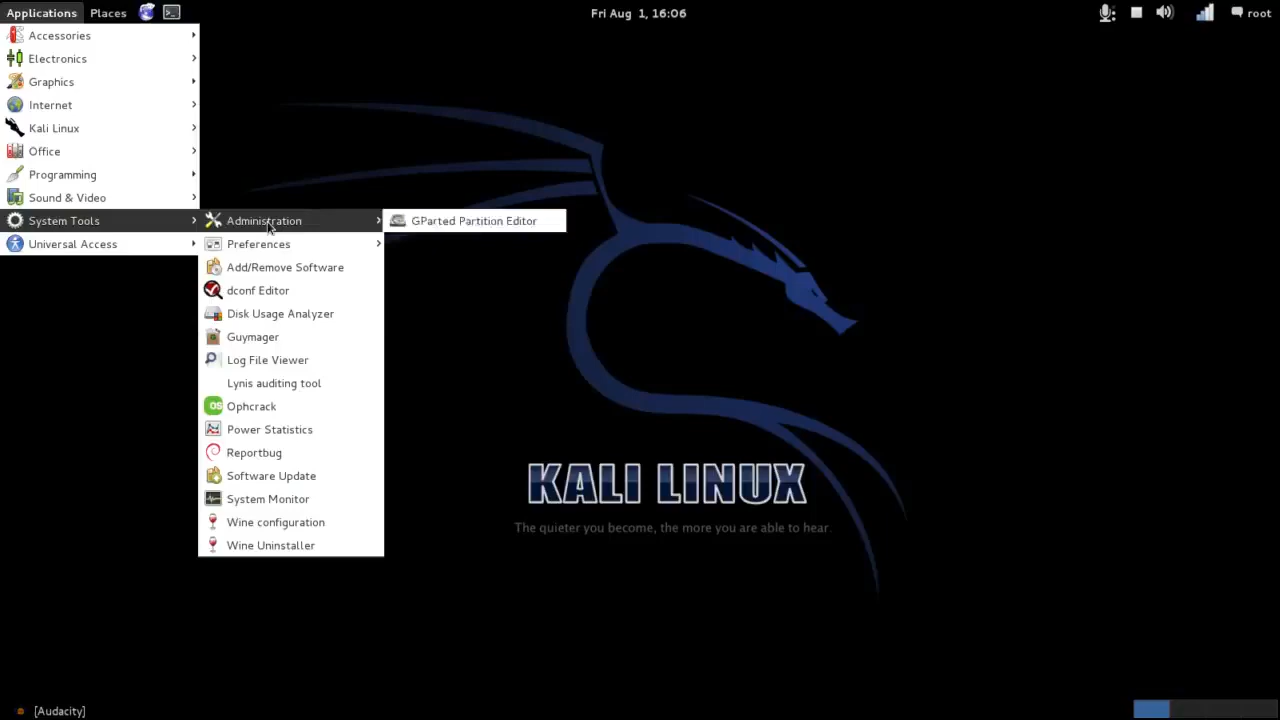 Applications Places
Fri Aug 1, 16:06
root
Accessories
Electronics
Graphics
Internet
Kali Linux
Office
Programming
Sound & Video
System Tools
Universal Access
Administration
Preferences
Add/Remove Software
dconf Editor
Disk Usage Analyzer
Guymager
Log File Viewer
Lynis auditing tool
OS
Ophcrack
Power Statistics
Reportbug
Software Update
System Monitor
Wine configuration
Wine Uninstaller
GParted Partition Editor
KALI LINUX
The quieter you become, the more you are able to hear.
[Audacity]